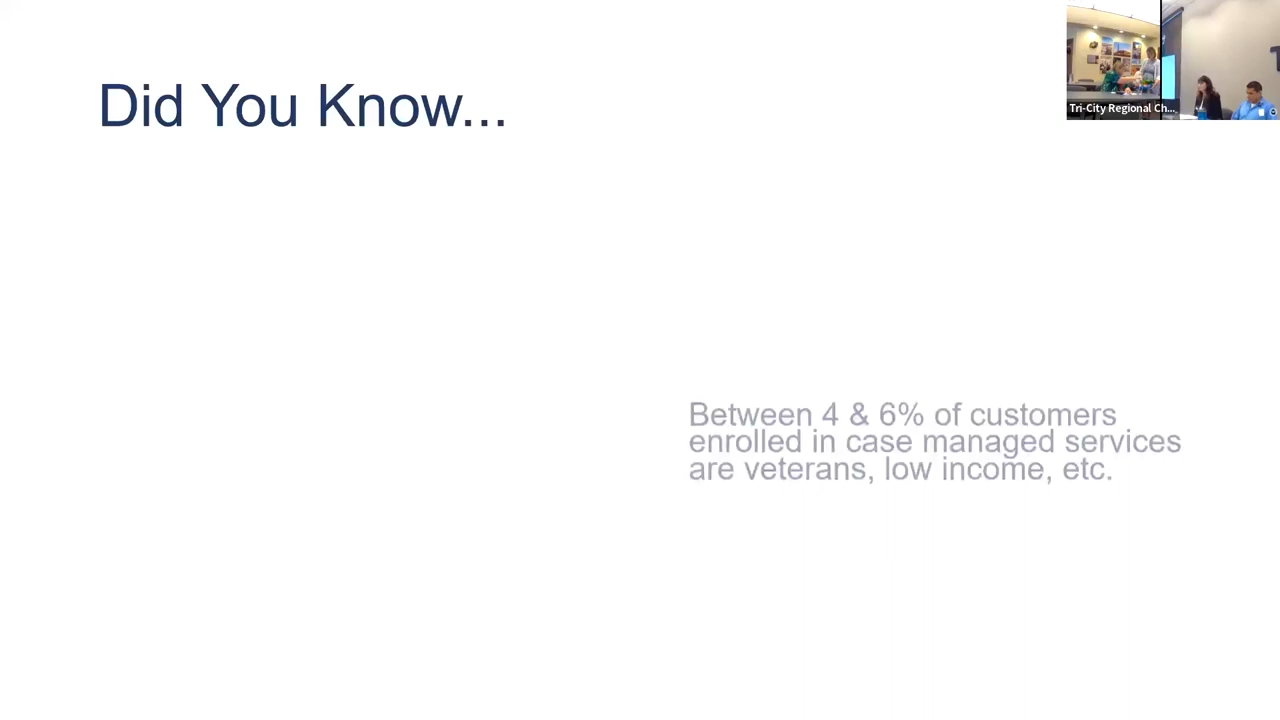 Did You Know...
Tri-City Regional Ch...
Between 4 & 6% of customers
enrolled in case managed services
are veterans, low income, etc.